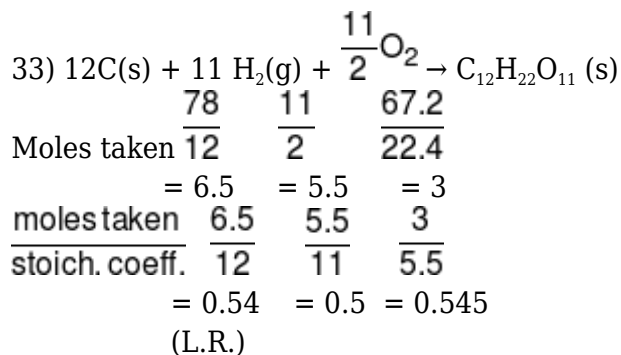 33) 12C(s) + 11 H₂(g) + 11/2 O₂ → C₁₂H₂₂O₁₁ (s)
Moles taken 78/12 11/2 67.2/22.4
= 6.5 = 5.5 = 3
moles taken/stoich. coeff. 6.5/12 5.5/11 3/5.5
= 0.54 = 0.5 = 0.545
(L.R.)